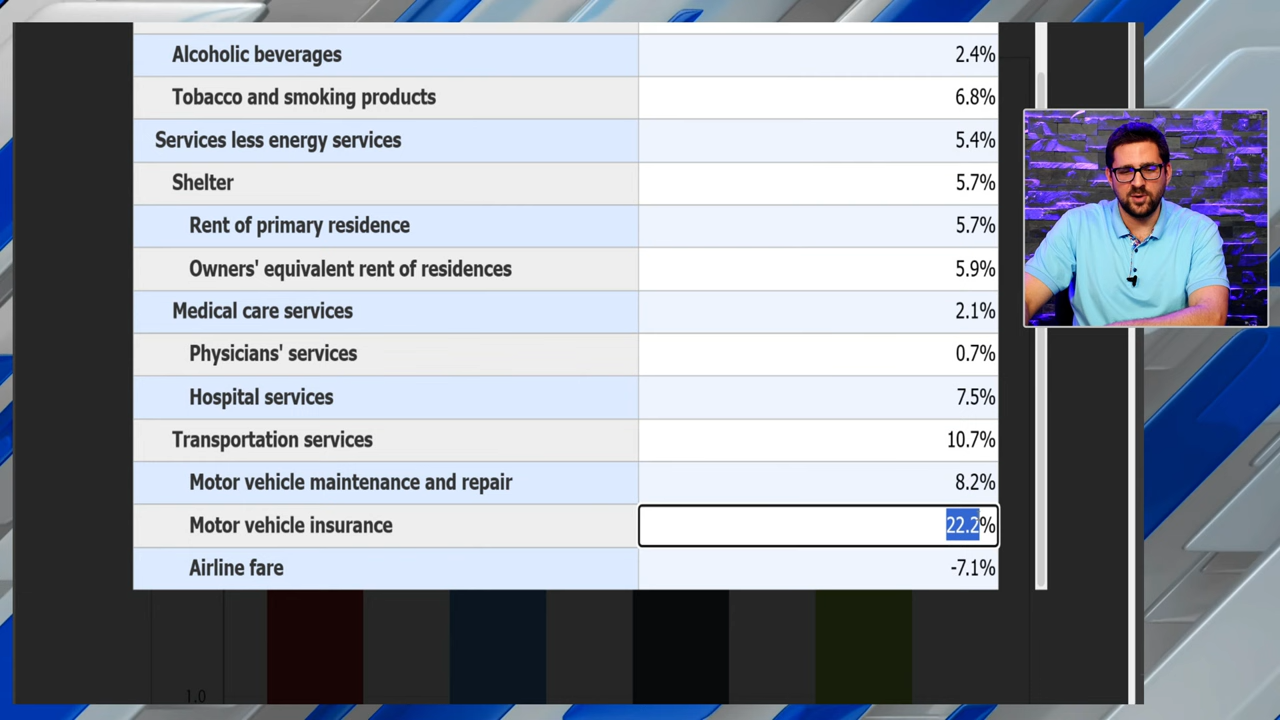 Alcoholic beverages 2.4%
Tobacco and smoking products 6.8%
Services less energy services 5.4%
Shelter 5.7%
Rent of primary residence 5.7%
Owners' equivalent rent of residences 5.9%
Medical care services 2.1%
Physicians' services 0.7%
Hospital services 7.5%
Transportation services 10.7%
Motor vehicle maintenance and repair 8.2%
Motor vehicle insurance 22.2%
Airline fare -7.1%
1.0